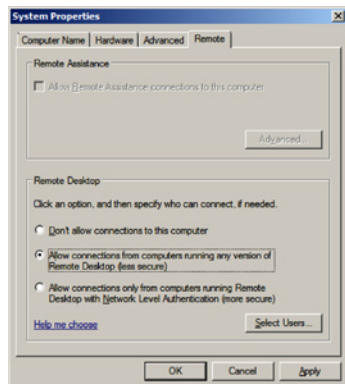 System Properties
Computer Name Hardware Advanced Remote
Remote Assistance
Allow Remote Assistance connections to this computer
Advanced...
Remote Desktop
Click an option, and then specify who can connect, if needed.
Don't allow connections to this computer
Allow connections from computers running any version of
Remote Desktop (less secure)
Allow connections only from computers running Remote
Desktop with Network Level Authentication (more secure)
Help me choose
Select Users...
OK Cancel Apply